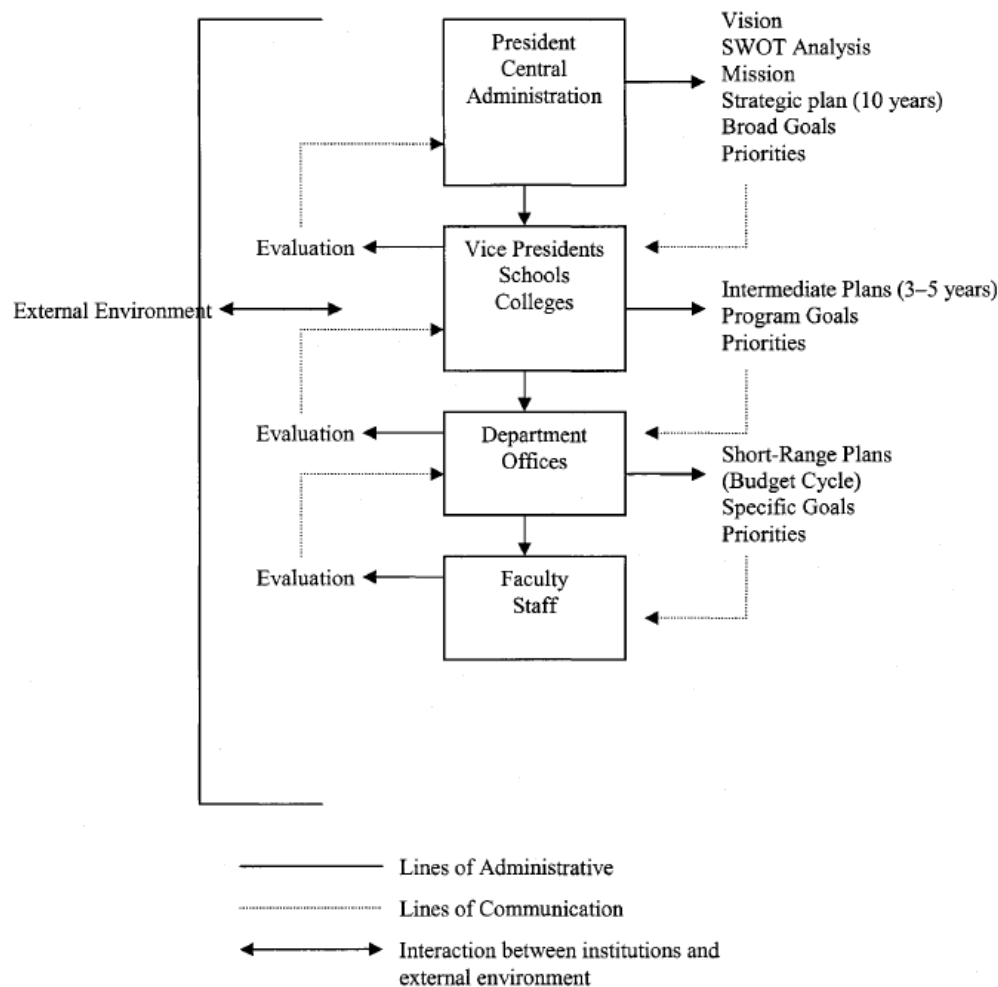 President
Central
Administration
Vision
SWOT Analysis
Mission
Strategic plan (10 years)
Broad Goals
Priorities
Evaluation
Vice Presidents
Schools
Colleges
External Environment
Intermediate Plans (3–5 years)
Program Goals
Priorities
Evaluation
Department
Offices
Short-Range Plans
(Budget Cycle)
Specific Goals
Priorities
Evaluation
Faculty
Staff
Lines of Administrative
Lines of Communication
Interaction between institutions and
external environment